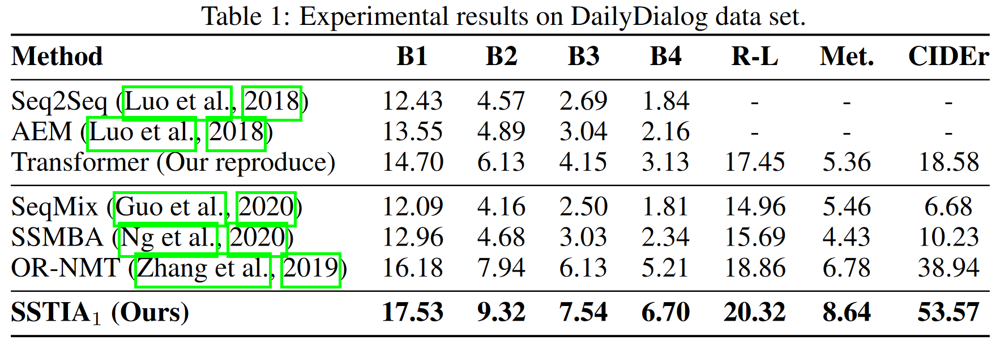 Table 1: Experimental results on DailyDialog data set.
Method B1 B2 B3 B4 R-L Met. CIDEr
Seq2Seq (Luo et al., 2018) 12.43 4.57 2.69 1.84 - - -
AEM (Luo et al., 2018) 13.55 4.89 3.04 2.16 - - -
Transformer (Our reproduce) 14.70 6.13 4.15 3.13 17.45 5.36 18.58
SeqMix (Guo et al., 2020) 12.09 4.16 2.50 1.81 14.96 5.46 6.68
SSMBA (Ng et al., 2020) 12.96 4.68 3.03 2.34 15.69 4.43 10.23
OR-NMT (Zhang et al., 2019) 16.18 7.94 6.13 5.21 18.86 6.78 38.94
SSTIA₁ (Ours) 17.53 9.32 7.54 6.70 20.32 8.64 53.57